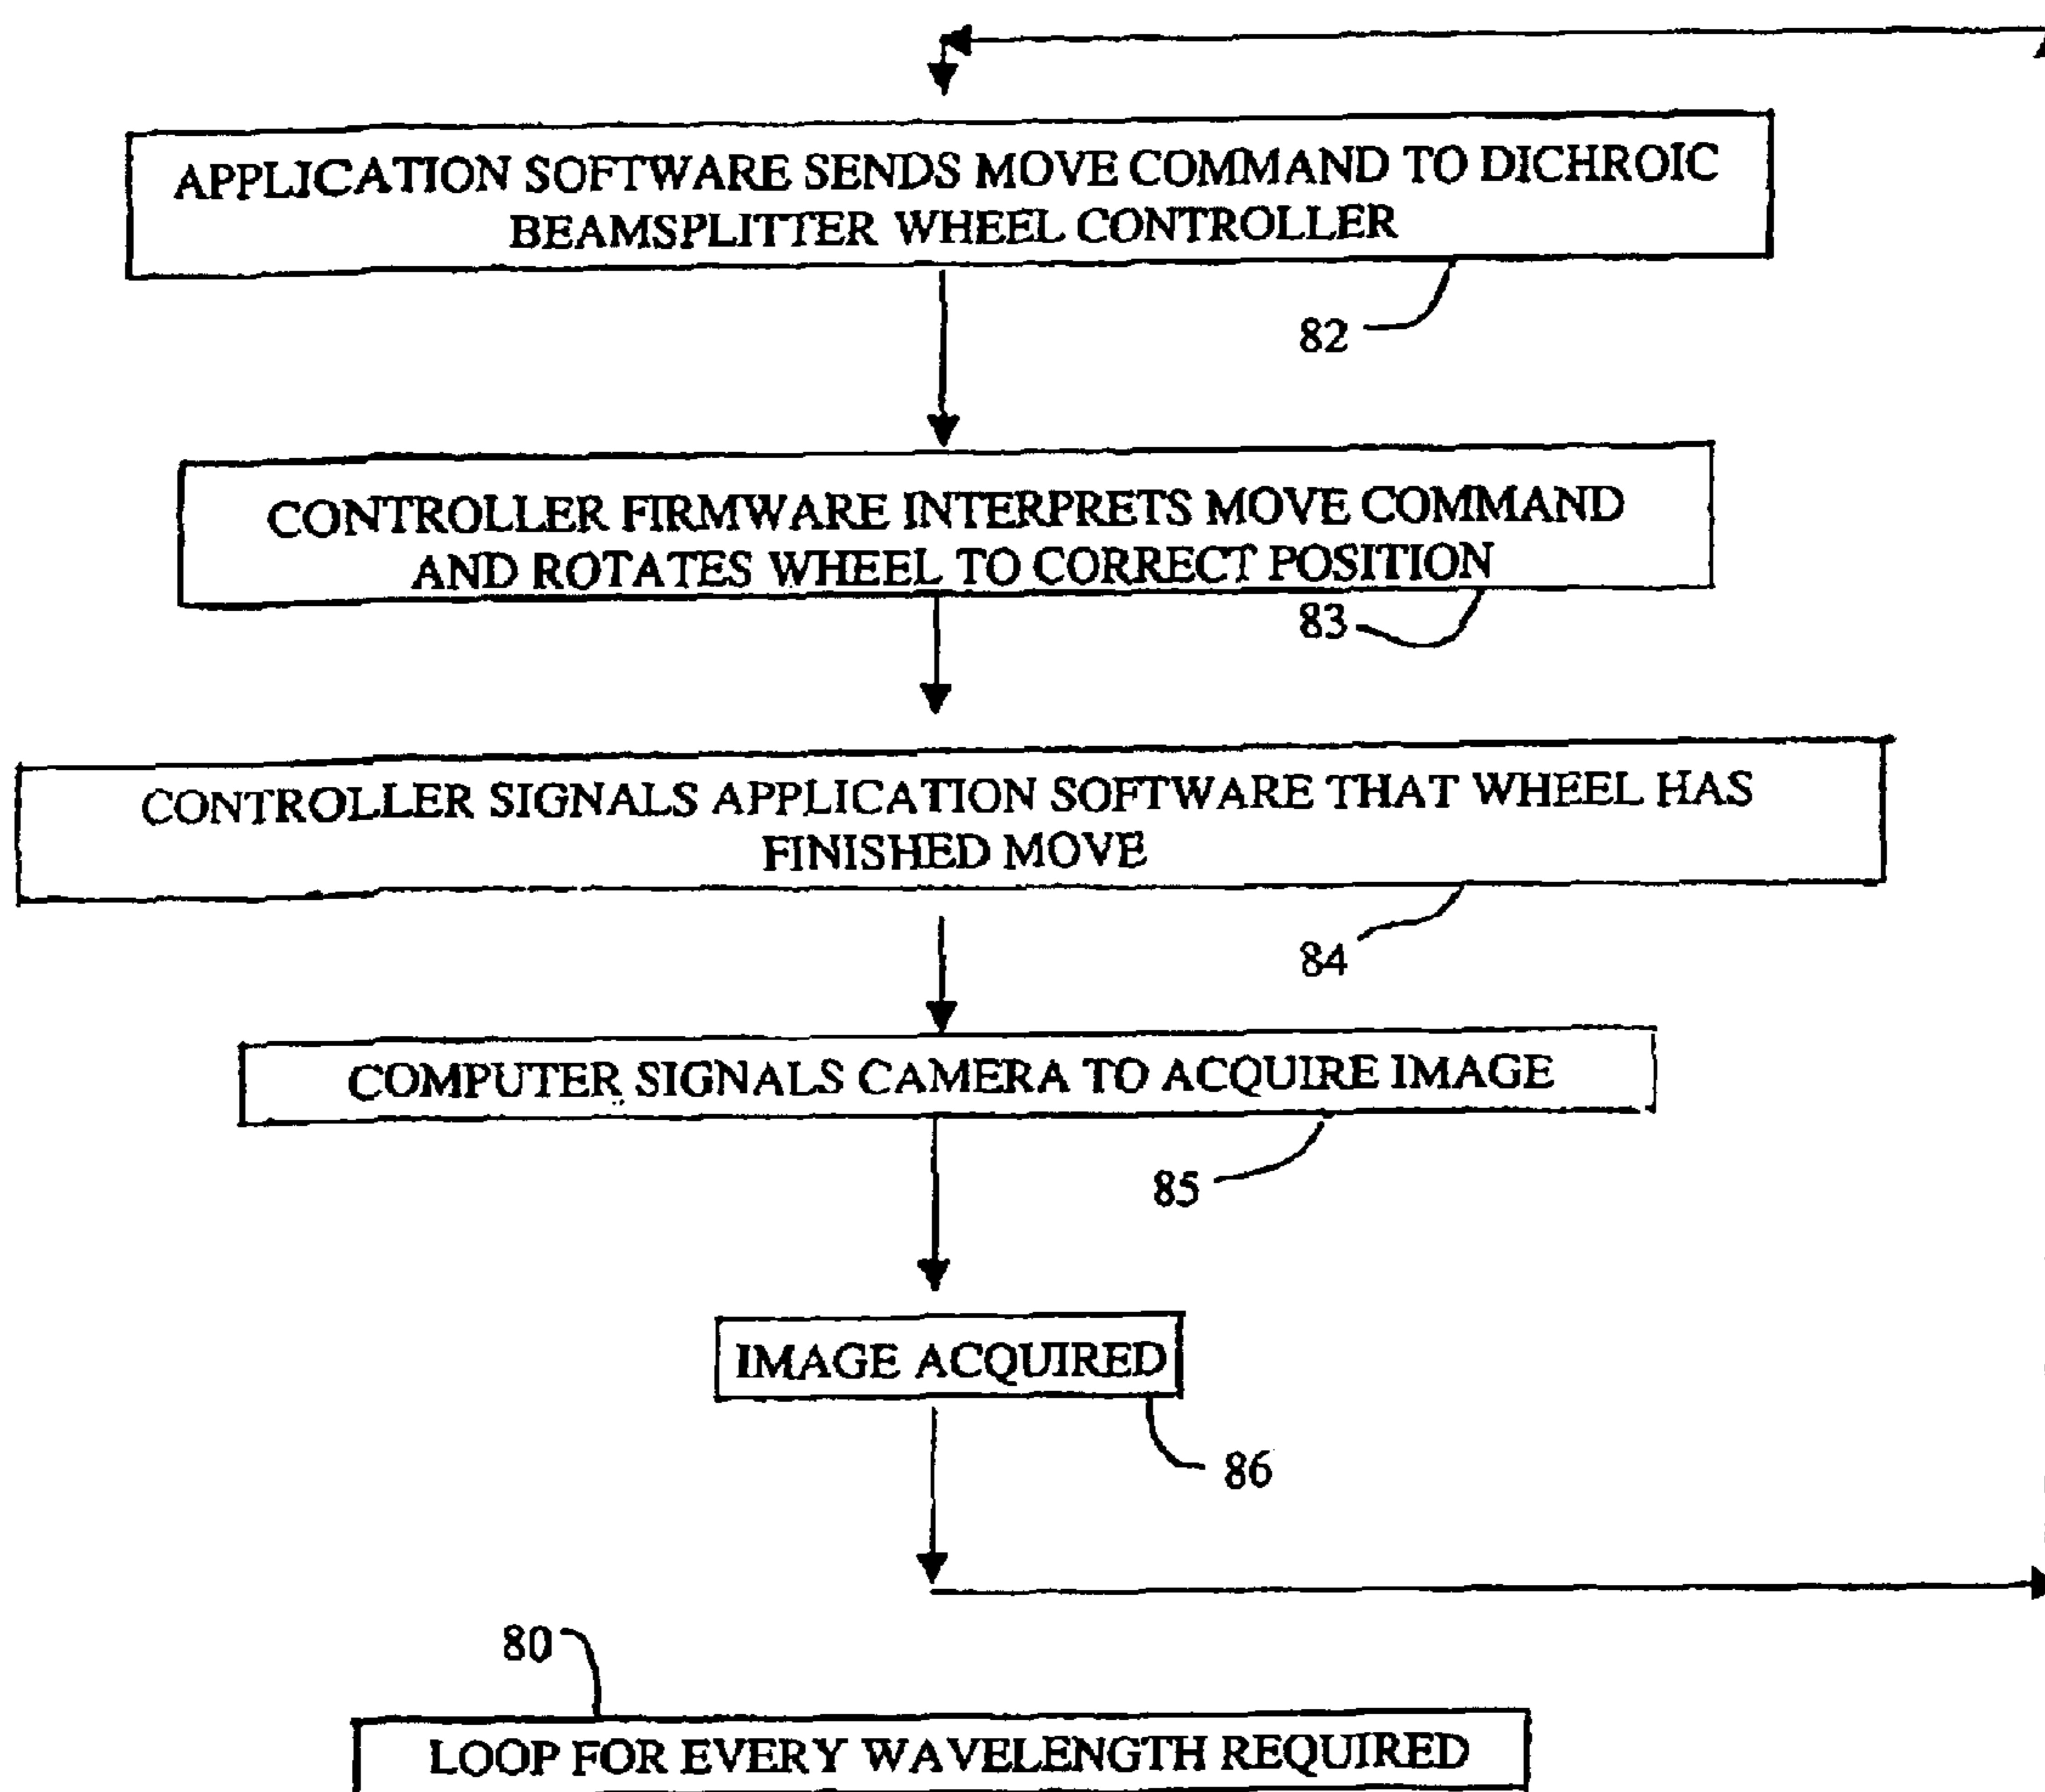 APPLICATION SOFTWARE SENDS MOVE COMMAND TO DICHROIC
BEAMSPLITTER WHEEL CONTROLLER
82
CONTROLLER FIRMWARE INTERPRETS MOVE COMMAND
AND ROTATES WHEEL TO CORRECT POSITION
83
CONTROLLER SIGNALS APPLICATION SOFTWARE THAT WHEEL HAS
FINISHED MOVE
84
COMPUTER SIGNALS CAMERA TO ACQUIRE IMAGE
85
IMAGE ACQUIRED
86
80
LOOP FOR EVERY WAVELENGTH REQUIRED